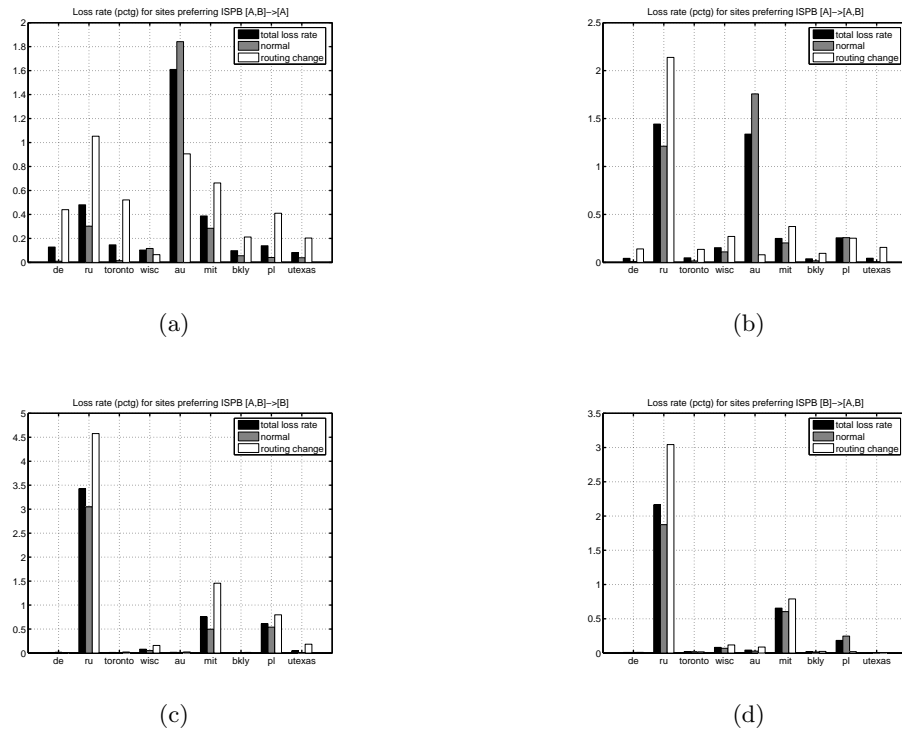 Loss rate (pctg) for sites preferring ISPB [A,B]->[A]
2
1.8
1.6
1.4
1.2
1
0.8
0.6
0.4
0.2
0
total loss rate
normal
routing change
de ru toronto wisc au mit bkly pl utexas
(a)
Loss rate (pctg) for sites preferring ISPB [A]->[A,B]
2.5
2
1.5
1
0.5
0
total loss rate
normal
routing change
de ru toronto wisc au mit bkly pl utexas
(b)
Loss rate (pctg) for sites preferring ISPB [A,B]->[B]
5
4.5
4
3.5
3
2.5
2
1.5
1
0.5
0
total loss rate
normal
routing change
de ru toronto wisc au mit bkly pl utexas
(c)
Loss rate (pctg) for sites preferring ISPB [B]->[A,B]
3.5
3
2.5
2
1.5
1
0.5
0
total loss rate
normal
routing change
de ru toronto wisc au mit bkly pl utexas
(d)